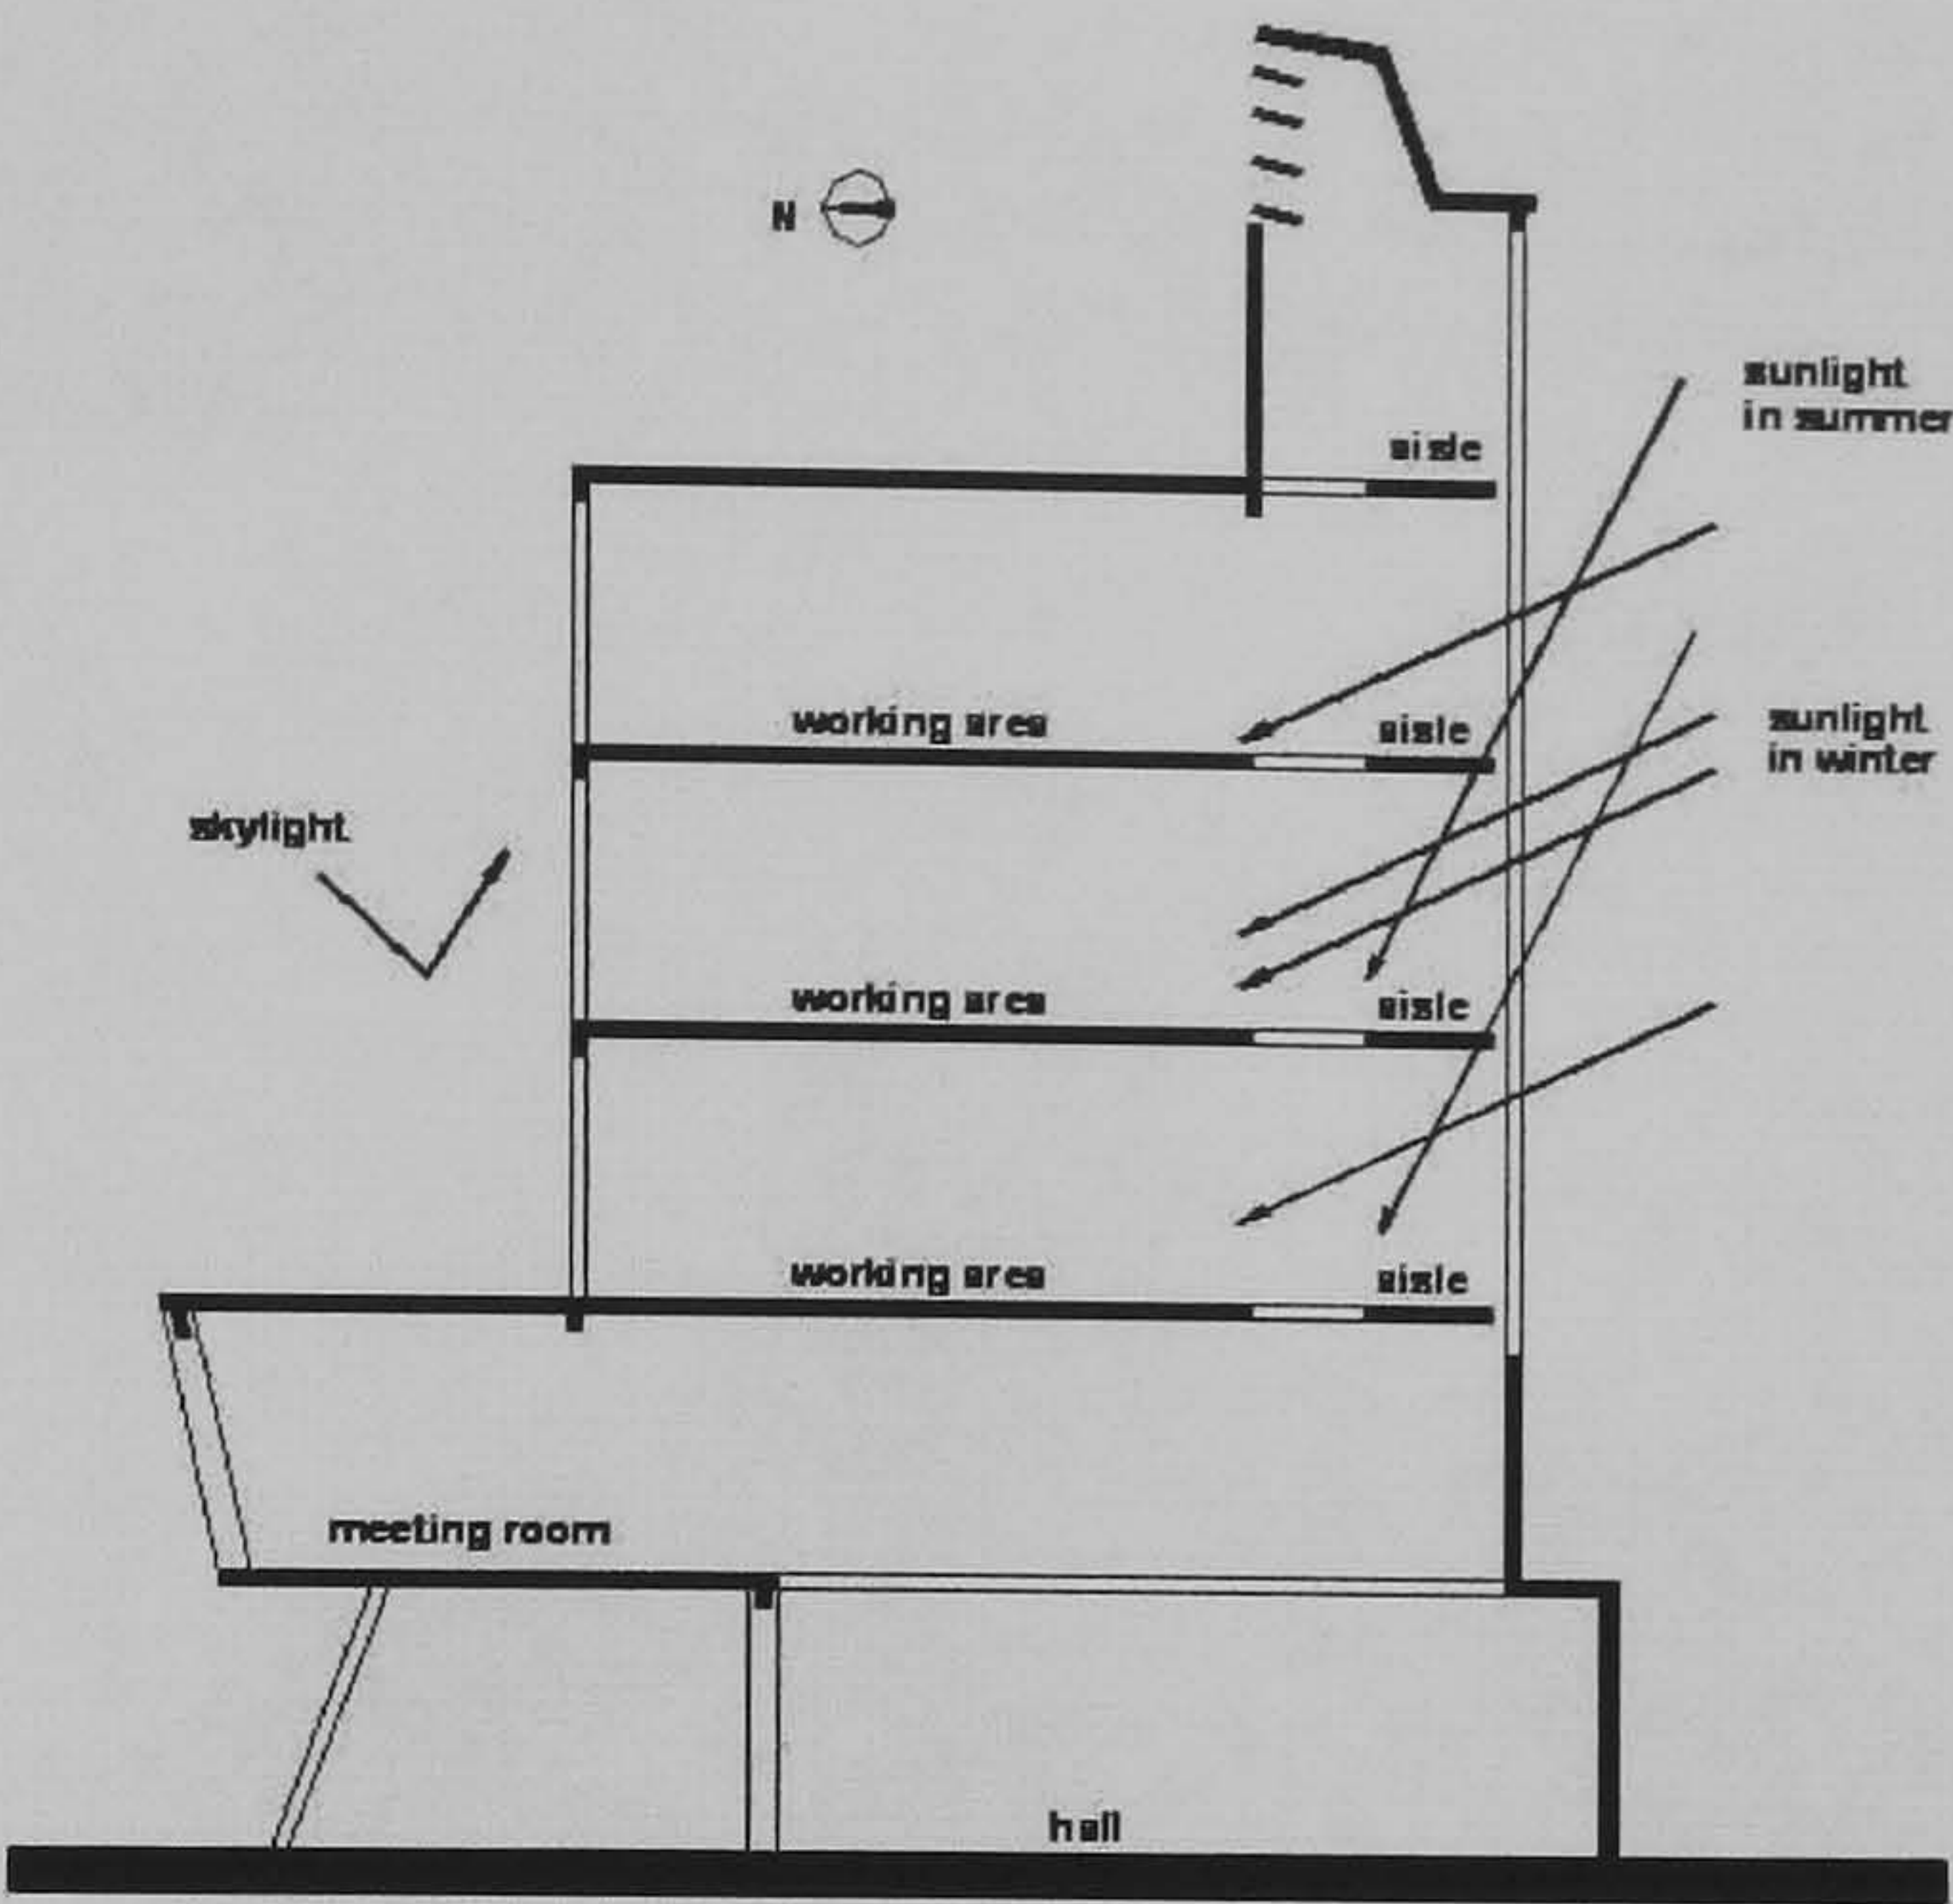 N
sunlight
in summer
aisle
working area
aisle
sunlight
in winter
skylight
working area
aisle
working area
aisle
meeting room
hall